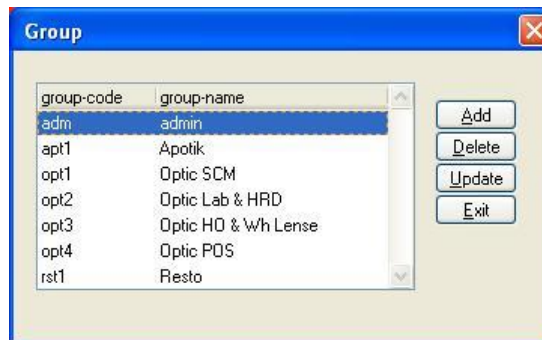 Group
group-code group-name
adm admin
apt1 Apotik
opt1 Optic SCM
opt2 Optic Lab & HRD
opt3 Optic HO & Wh Lense
opt4 Optic POS
rst1 Resto
Add
Delete
Update
Exit